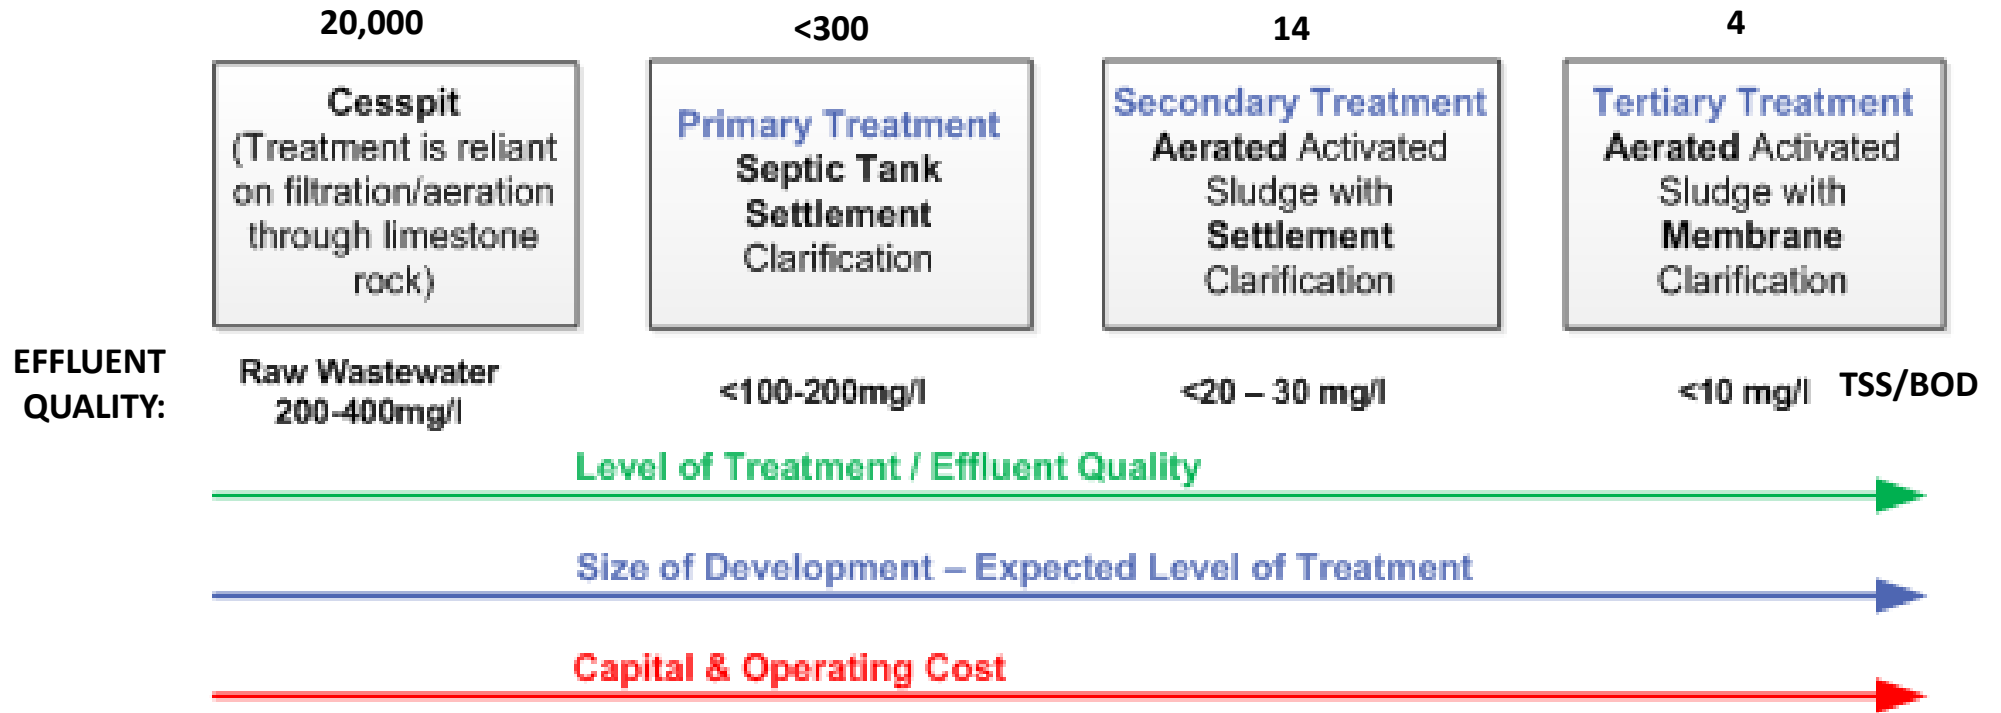 20,000
<300
14
4
Cesspit
(Treatment is reliant
on filtration/aeration
through limestone
rock)
Primary Treatment
Septic Tank
Settlement
Clarification
Secondary Treatment
Aerated Activated
Sludge with
Settlement
Clarification
Tertiary Treatment
Aerated Activated
Sludge with
Membrane
Clarification
EFFLUENT
QUALITY:
Raw Wastewater
200-400mg/l
<100-200mg/l
<20 – 30 mg/l
<10 mg/l
TSS/BOD
Level of Treatment / Effluent Quality
Size of Development – Expected Level of Treatment
Capital & Operating Cost